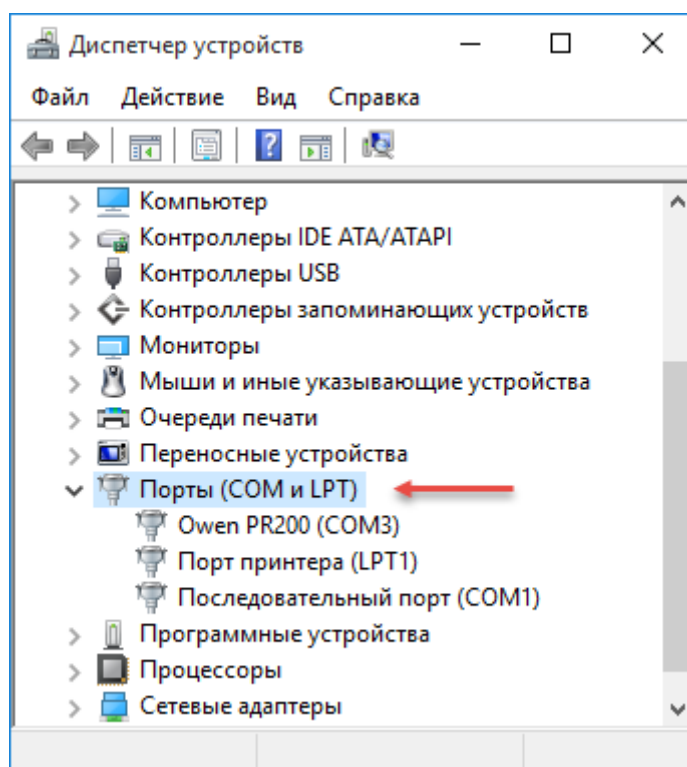 Диспетчер устройств
Файл Действие Вид Справка
Компьютер
Контроллеры IDE ATA/ATAPI
Контроллеры USB
Контроллеры запоминающих устройств
Мониторы
Мыши и иные указывающие устройства
Очереди печати
Переносные устройства
Порты (COM и LPT)
Owen PR200 (COM3)
Порт принтера (LPT1)
Последовательный порт (COM1)
Программные устройства
Процессоры
Сетевые адаптеры